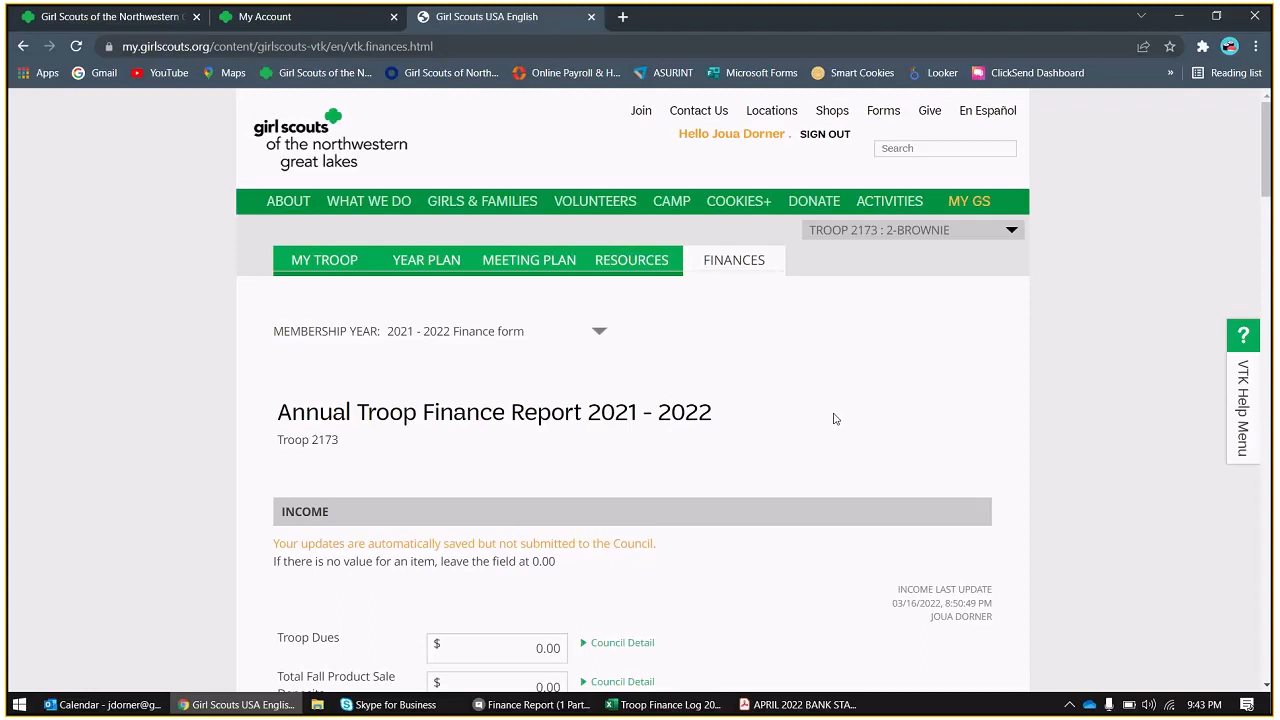 Girl Scouts of the Northwestern G
My Account
Girl Scouts USA English
my.girlscouts.org/content/girlscouts-vtk/en/vtk.finances.html
Apps
Gmail
YouTube
Maps
Girl Scouts of the N...
Girl Scouts of North...
Online Payroll & H...
ASURINT
Microsoft Forms
Smart Cookies
Looker
ClickSend Dashboard
»
Reading list
girl scouts
of the northwestern
great lakes
Join Contact Us Locations Shops Forms Give En Español
Hello Joua Dorner . SIGN OUT
Search
ABOUT WHAT WE DO GIRLS & FAMILIES VOLUNTEERS CAMP COOKIES+ DONATE ACTIVITIES MY GS
TROOP 2173 : 2-BROWNIE
MY TROOP YEAR PLAN MEETING PLAN RESOURCES FINANCES
MEMBERSHIP YEAR: 2021 - 2022 Finance form
?
VTK Help Menu
Annual Troop Finance Report 2021 - 2022
Troop 2173
INCOME
Your updates are automatically saved but not submitted to the Council.
If there is no value for an item, leave the field at 0.00
INCOME LAST UPDATE
03/16/2022, 8:50:49 PM
JOUA DORNER
Troop Dues $ 0.00 Council Detail
Total Fall Product Sale $ 0.00 Council Detail
Deposits
Calendar - jdorner@g...
Girl Scouts USA Englis...
Skype for Business
Finance Report (1 Part...
Troop Finance Log 20...
APRIL 2022 BANK STA...
9:43 PM